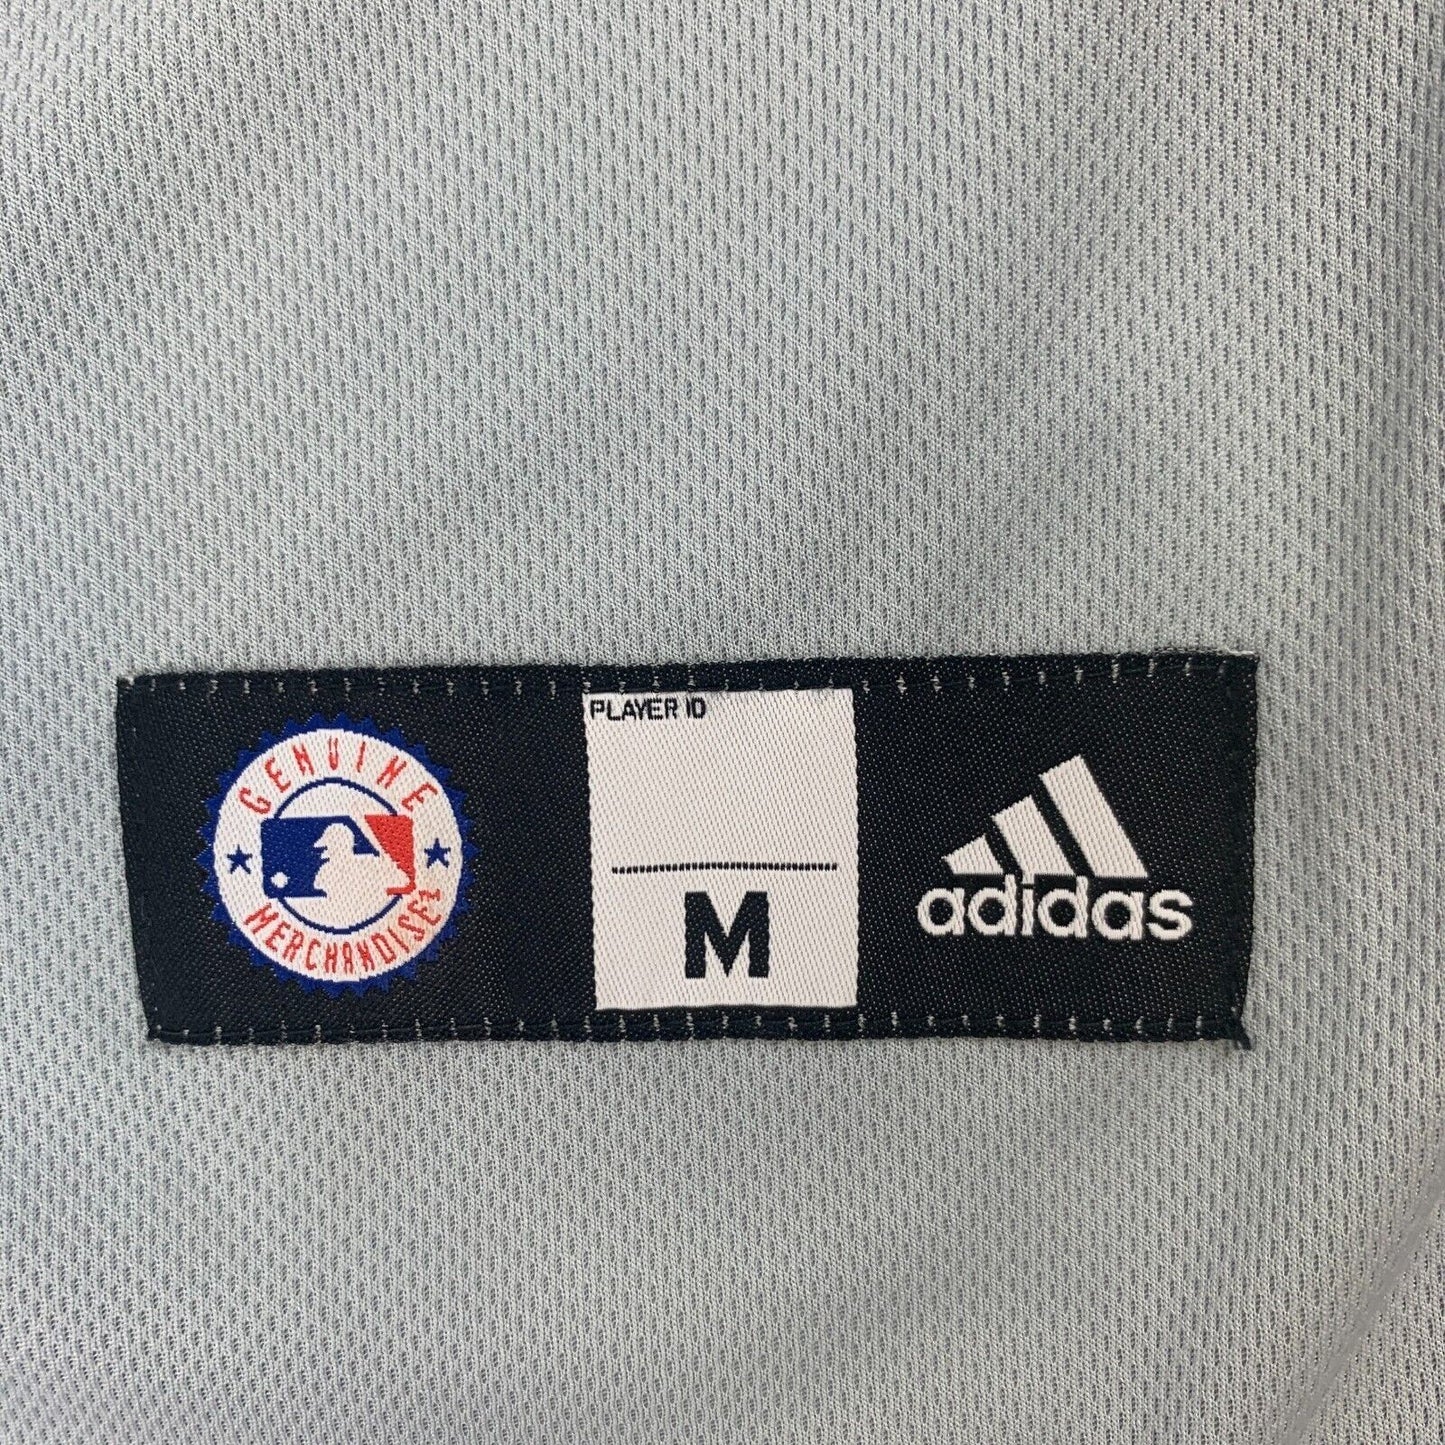 GENUINE
MERCHANDISE
PLAYER ID
M
adidas